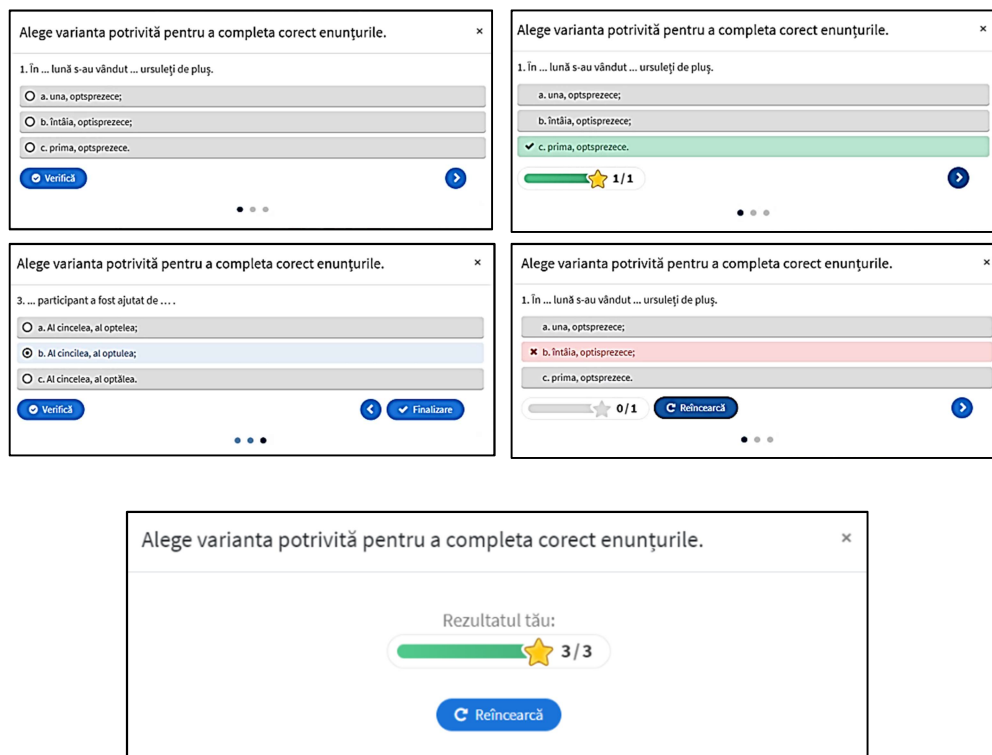 Alege varianta potrivită pentru a completa corect enunțurile. ×
1. În ... lună s-au vândut ... ursuleți de pluș.
a. una, optsprezece;
b. întâia, optisprezece;
c. prima, optsprezece.
Verifică
Alege varianta potrivită pentru a completa corect enunțurile. ×
1. În ... lună s-au vândut ... ursuleți de pluș.
a. una, optsprezece;
b. întâia, optisprezece;
c. prima, optsprezece.
1/1
Alege varianta potrivită pentru a completa corect enunțurile. ×
3. ... participant a fost ajutat de ... .
a. Al cincelea, al optelea;
b. Al cincilea, al optulea;
c. Al cincelea, al optălea.
Verifică
Finalizare
Alege varianta potrivită pentru a completa corect enunțurile. ×
1. În ... lună s-au vândut ... ursuleți de pluș.
a. una, optsprezece;
b. întâia, optisprezece;
c. prima, optsprezece.
0/1 Reîncearcă
Alege varianta potrivită pentru a completa corect enunțurile. ×
Rezultatul tău:
3/3
Reîncearcă